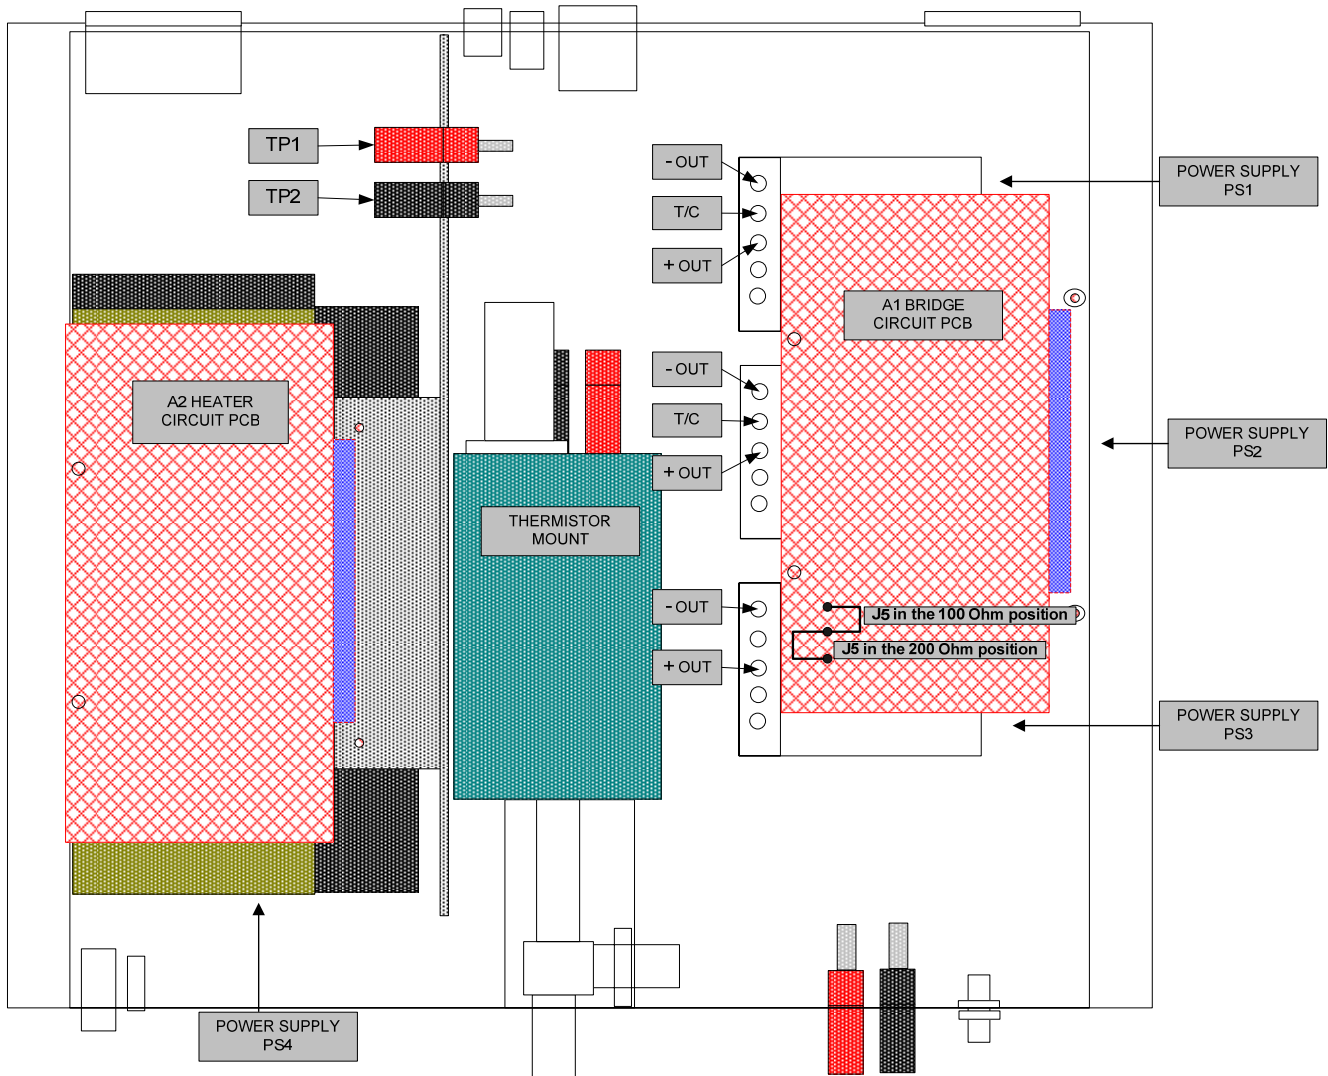 TP1
TP2
- OUT
T/C
+ OUT
POWER SUPPLY
PS1
A1 BRIDGE
CIRCUIT PCB
- OUT
T/C
+ OUT
A2 HEATER
CIRCUIT PCB
POWER SUPPLY
PS2
THERMISTOR
MOUNT
- OUT
+ OUT
J5 in the 100 Ohm position
J5 in the 200 Ohm position
POWER SUPPLY
PS3
POWER SUPPLY
PS4